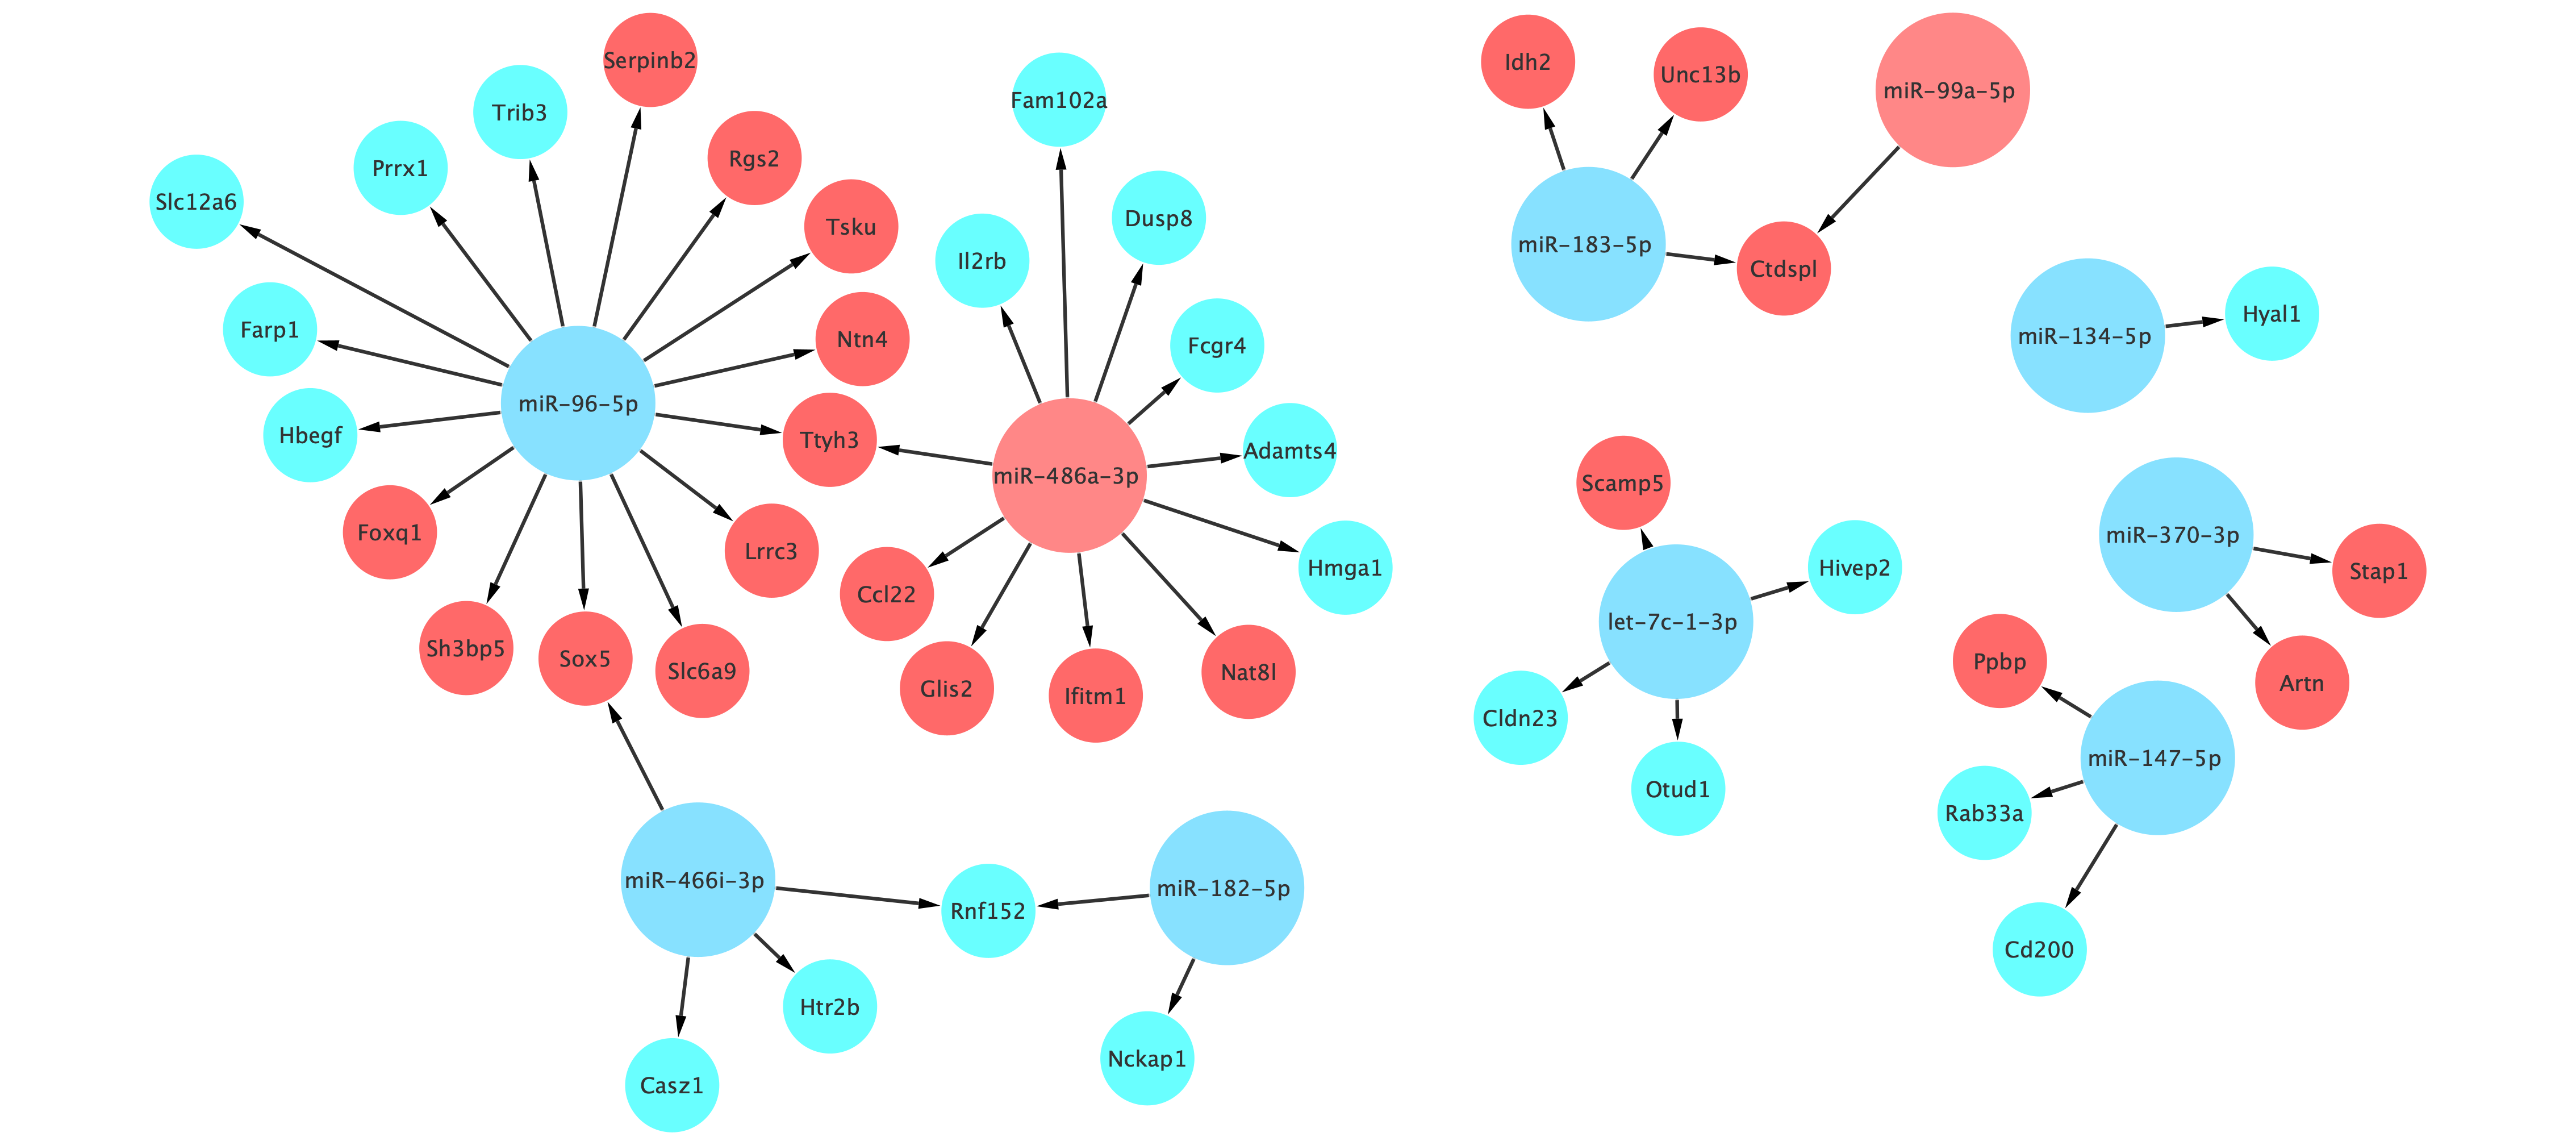 Serpinb2
Trib3
Rgs2
Prrx1
Slc12a6
Tsku
Farp1
Ntn4
miR-96-5p
Hbegf
Ttyh3
Foxq1
Lrrc3
Sh3bp5
Sox5
Slc6a9
Fam102a
Dusp8
Il2rb
Fcgr4
Adamts4
miR-486a-3p
Hmga1
Ccl22
Glis2
Ifitm1
Nat8l
miR-466i-3p
miR-182-5p
Rnf152
Htr2b
Nckap1
Casz1
Idh2
Unc13b
miR-99a-5p
miR-183-5p
Ctdspl
miR-134-5p
Hyal1
Scamp5
Hivep2
let-7c-1-3p
Cldn23
Otud1
miR-370-3p
Stap1
Artn
Ppbp
miR-147-5p
Rab33a
Cd200